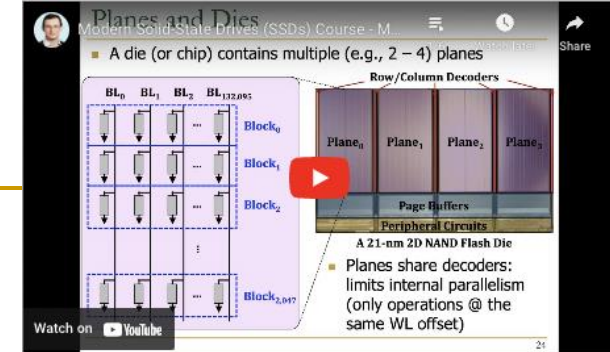 Planes and Dies
Modern Solid-State Drives (SSDs) Course - M...
Watch later
Share
A die (or chip) contains multiple (e.g., 2 – 4) planes
Row/Column Decoders
BL0 BL1 BL2 BL132,095
... Block0
... Block1
... Block2
...
... Block2,047
Plane0 Plane1 Plane2 Plane3
Page Buffers
Peripheral Circuits
A 21-nm 2D NAND Flash Die
Planes share decoders:
limits internal parallelism
(only operations @ the
same WL offset)
Watch on YouTube
24